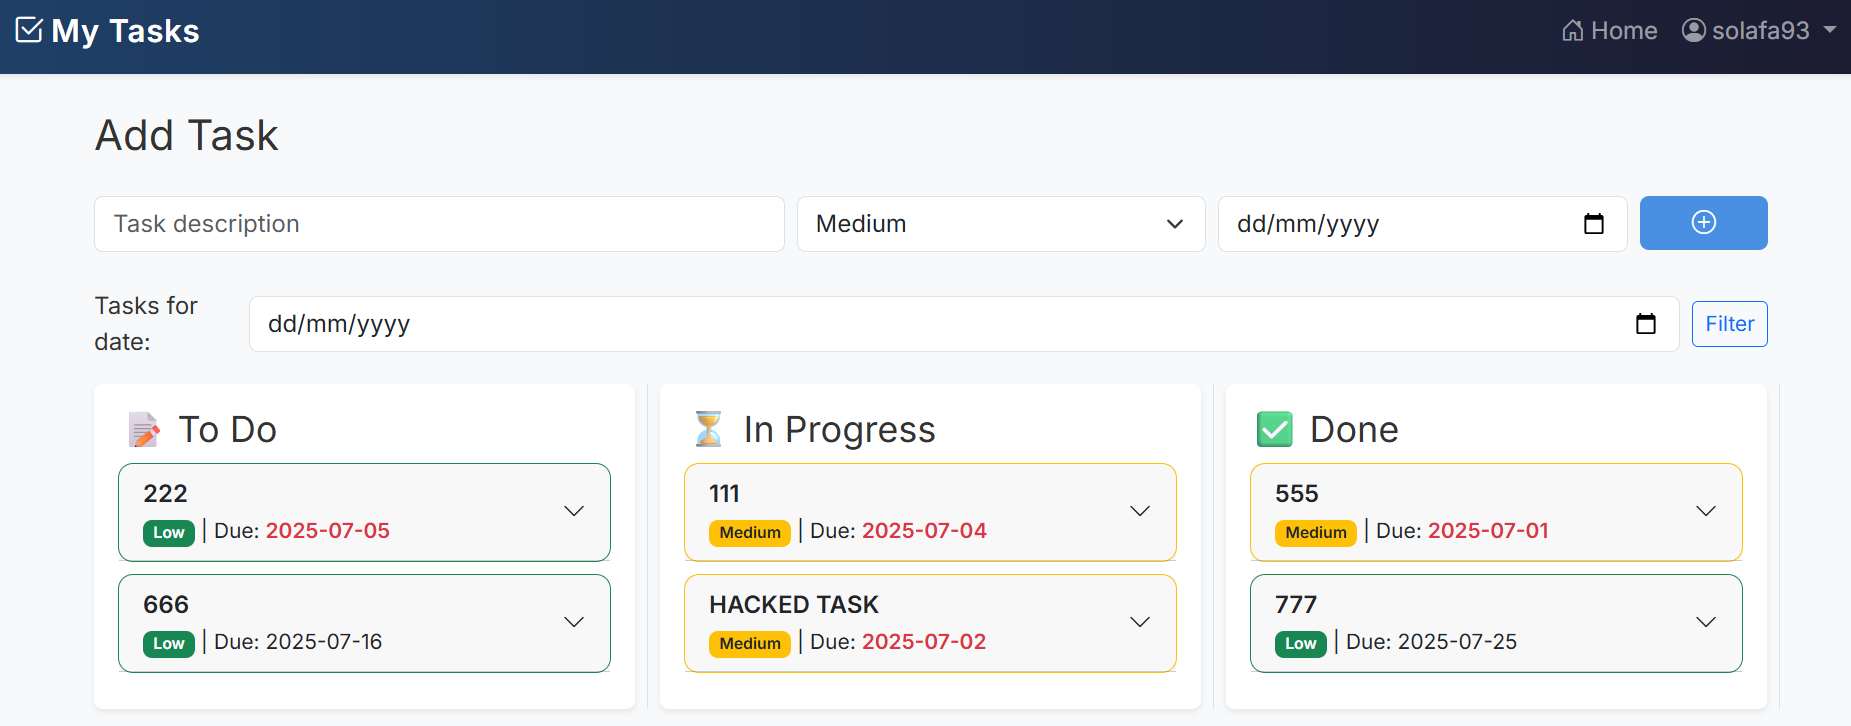 My Tasks
Home
solafa93
Add Task
Task description
Medium
dd/mm/yyyy
Tasks for
date:
dd/mm/yyyy
Filter
To Do
222
Low | Due: 2025-07-05
666
Low | Due: 2025-07-16
In Progress
111
Medium | Due: 2025-07-04
HACKED TASK
Medium | Due: 2025-07-02
Done
555
Medium | Due: 2025-07-01
777
Low | Due: 2025-07-25